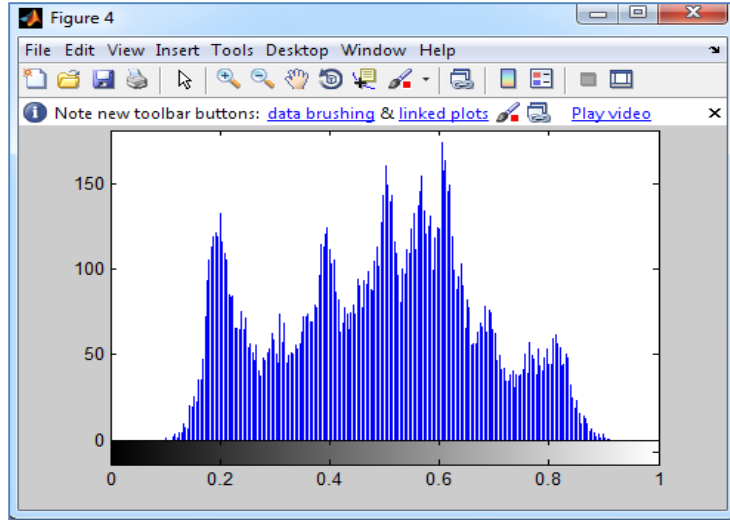 Figure 4
File Edit View Insert Tools Desktop Window Help
Note new toolbar buttons: data brushing & linked plots Play video
150
100
50
0
0 0.2 0.4 0.6 0.8 1